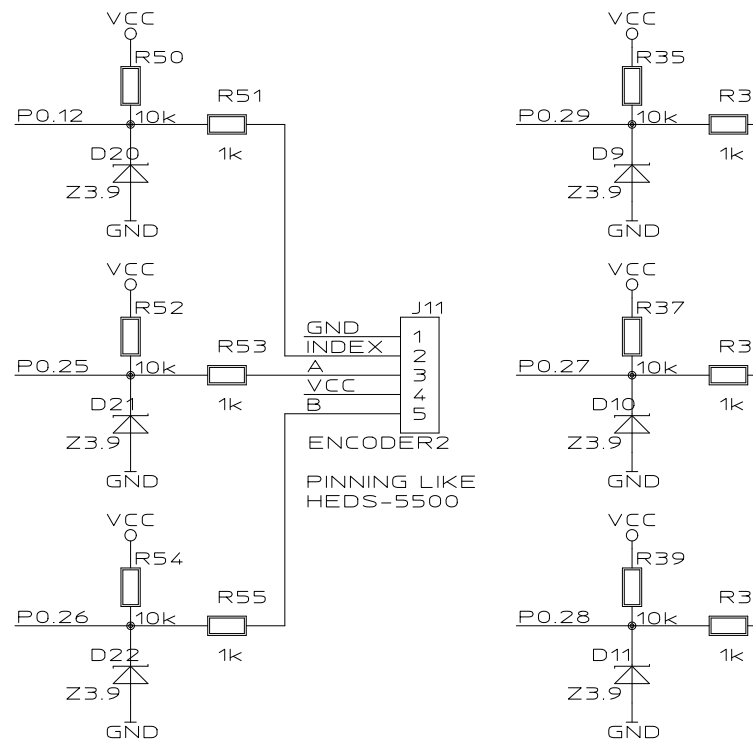 VCC
R50
10k
P0.12
R51
1k
D20
Z3.9
GND
VCC
R52
10k
P0.25
R53
1k
D21
Z3.9
GND
VCC
R54
10k
P0.26
R55
1k
D22
Z3.9
GND
J11
GND 1
INDEX 2
A 3
VCC 4
B 5
ENCODER2
PINNING LIKE
HEDS-5500
VCC
R35
10k
P0.29
R3
1k
D9
Z3.9
GND
VCC
R37
10k
P0.27
R3
1k
D10
Z3.9
GND
VCC
R39
10k
P0.28
R3
1k
D11
Z3.9
GND